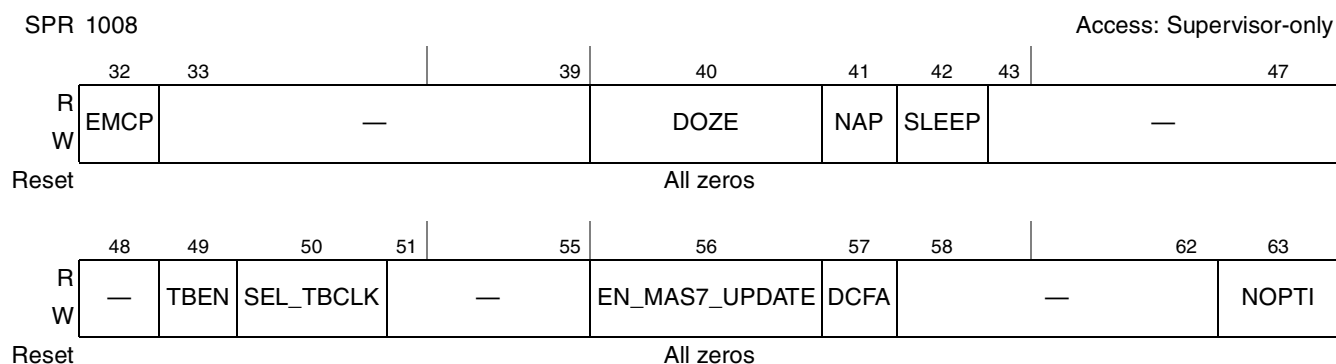 SPR 1008 Access: Supervisor-only
32 33 39 40 41 42 43 47
R
W
EMCP — DOZE NAP SLEEP —
Reset All zeros
48 49 50 51 55 56 57 58 62 63
R
W
— TBEN SEL_TBCLK — EN_MAS7_UPDATE DCFA — NOPTI
Reset All zeros